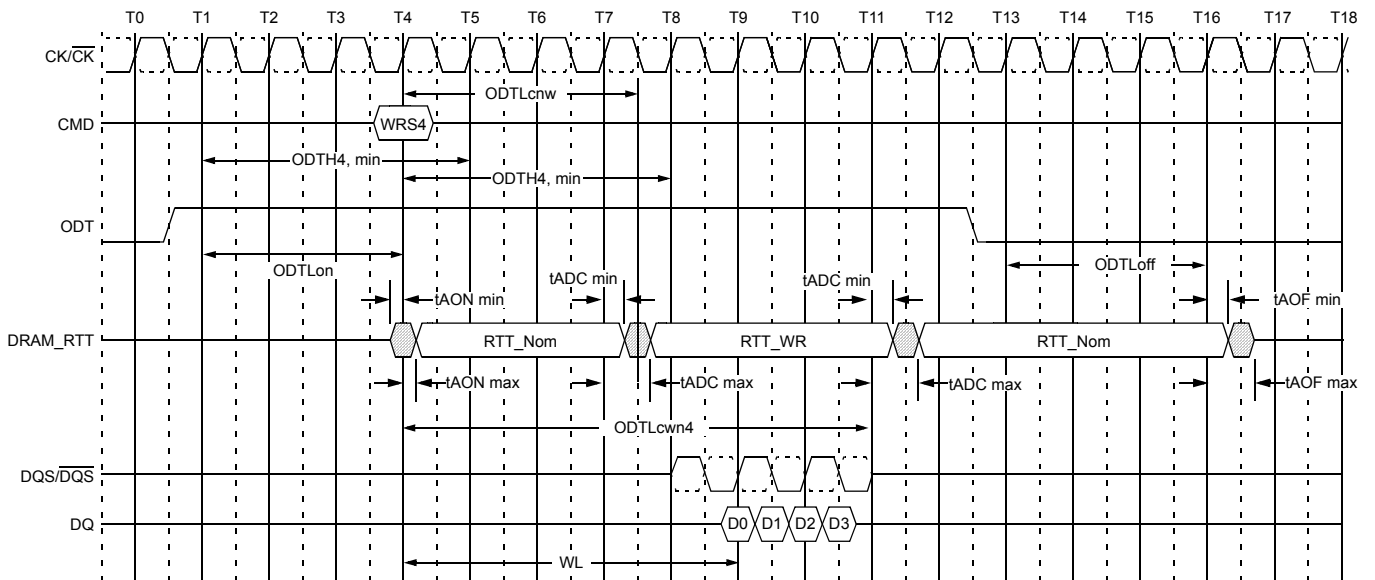 T0 T1 T2 T3 T4 T5 T6 T7 T8 T9 T10 T11 T12 T13 T14 T15 T16 T17 T18
CK/CK
ODTLcnw
CMD WRS4
ODTH4, min
ODTH4, min
ODT
ODTLon ODTLoff
tADC min tADC min
tAON min tAOF min
DRAM_RTT RTT_Nom RTT_WR RTT_Nom
tAON max tADC max tADC max tAOF max
ODTLcwn4
DQS/DQS
DQ D0 D1 D2 D3
WL